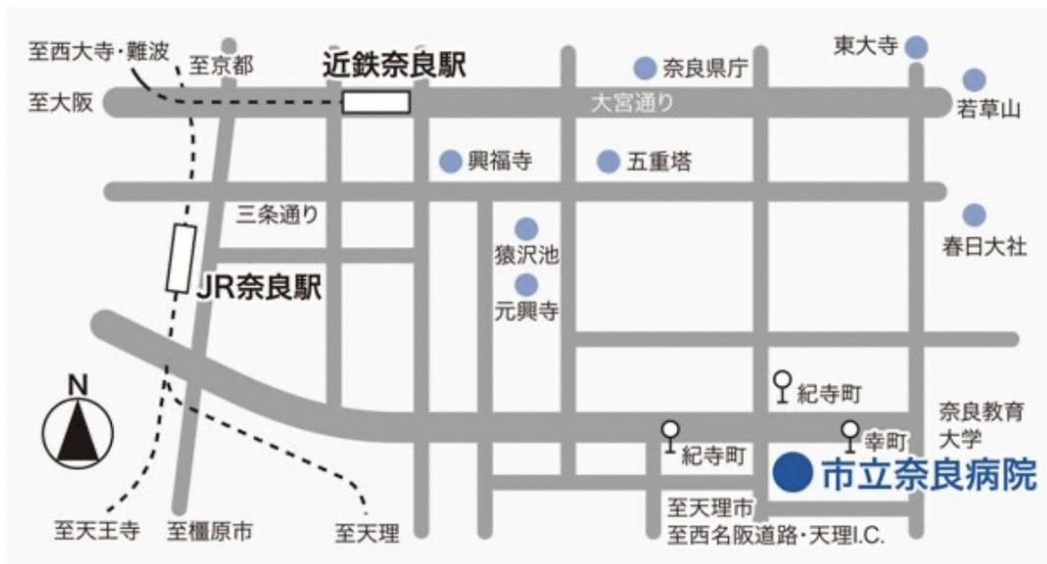 至西大寺・難波
至京都
近鉄奈良駅
奈良県庁
東大寺
至大阪
大宮通り
若草山
興福寺
五重塔
三条通り
猿沢池
春日大社
JR奈良駅
元興寺
N
紀寺町
奈良教育
大学
紀寺町
幸町
市立奈良病院
至天王寺
至橿原市
至天理
至天理市
至西名阪道路・天理I.C.